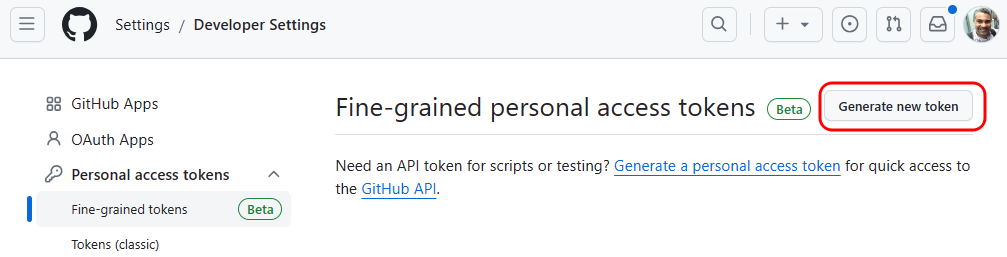 Settings / Developer Settings
GitHub Apps
OAuth Apps
Personal access tokens
Fine-grained tokens Beta
Tokens (classic)
Fine-grained personal access tokens Beta Generate new token
Need an API token for scripts or testing? Generate a personal access token for quick access to
the GitHub API.